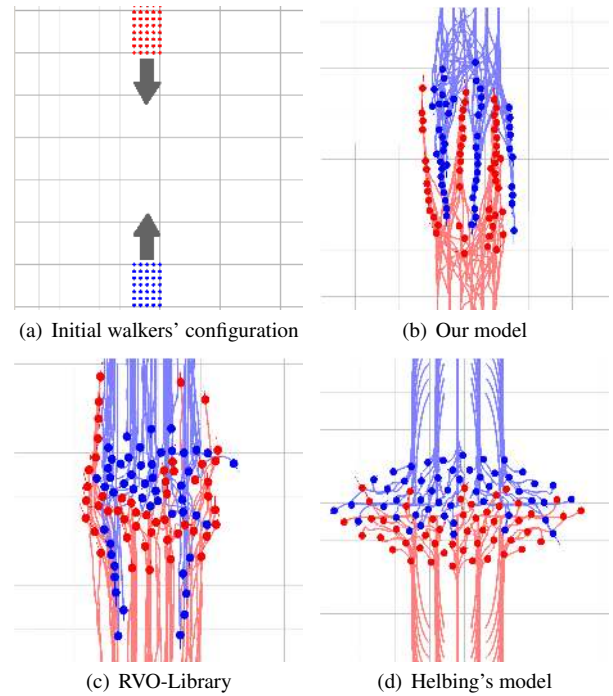 (a) Initial walkers' configuration
(b) Our model
(c) RVO-Library
(d) Helbing's model